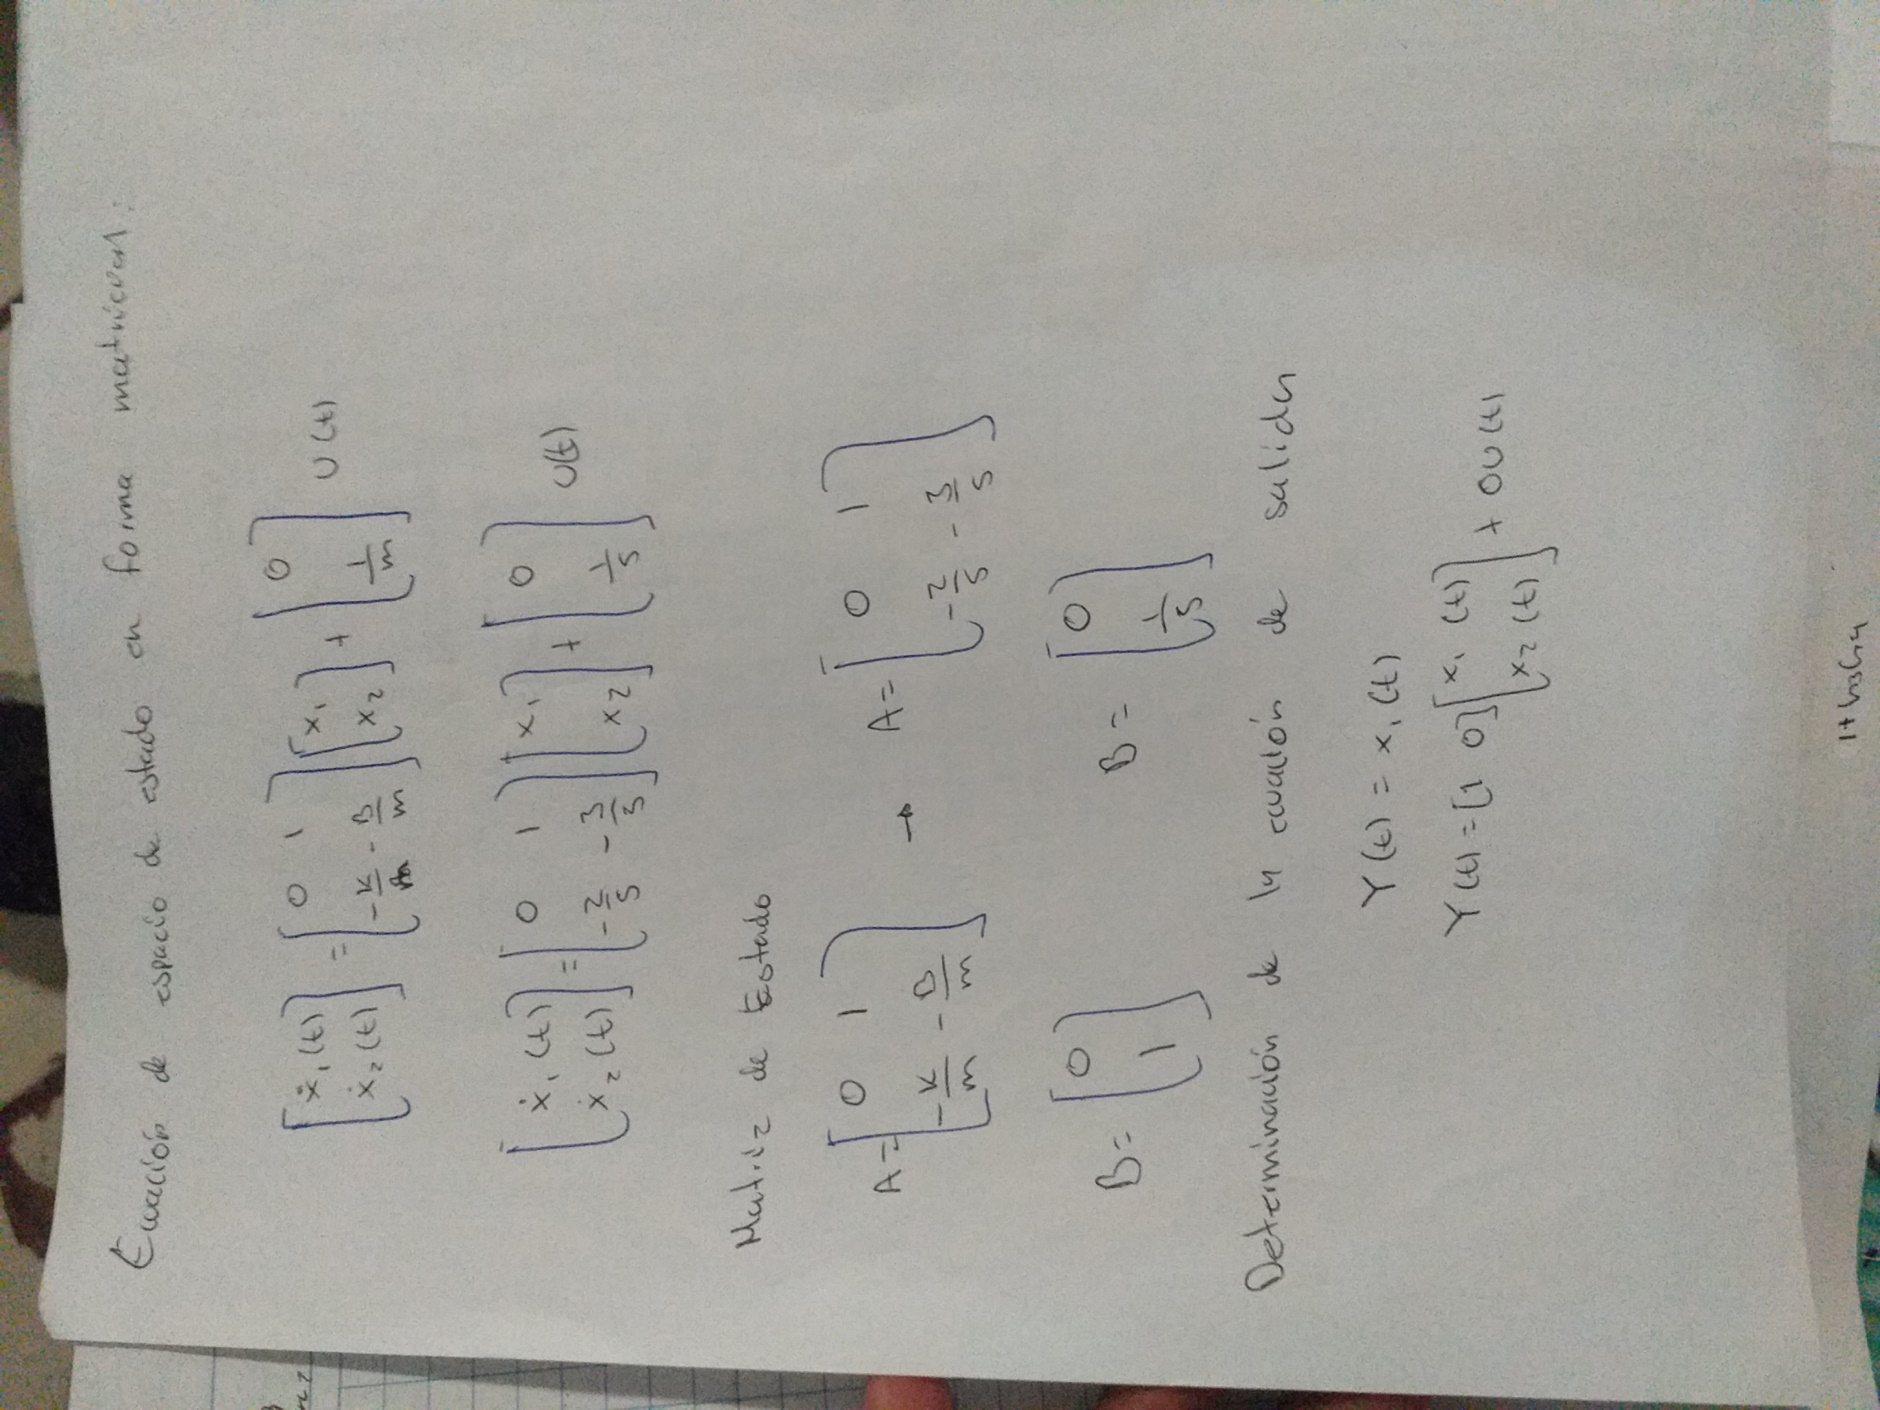 Ecuación de espacio de estado en forma matricial:
[ẋ₁(t) ; ẋ₂(t)] = [0 1 ; -K/m -B/m] [x₁ ; x₂] + [0 ; 1/m] U(t)
[ẋ₁(t) ; ẋ₂(t)] = [0 1 ; -2/5 -3/5] [x₁ ; x₂] + [0 ; 1/5] U(t)
Matriz de Estado
A = [0 1 ; -K/m -B/m] → A = [0 1 ; -2/5 -3/5]
B = [0 ; 1] B = [0 ; 1/5]
Determinación de la ecuación de salida
Y(t) = x₁(t)
Y(t) = [1 0] [x₁(t) ; x₂(t)] + 0U(t)